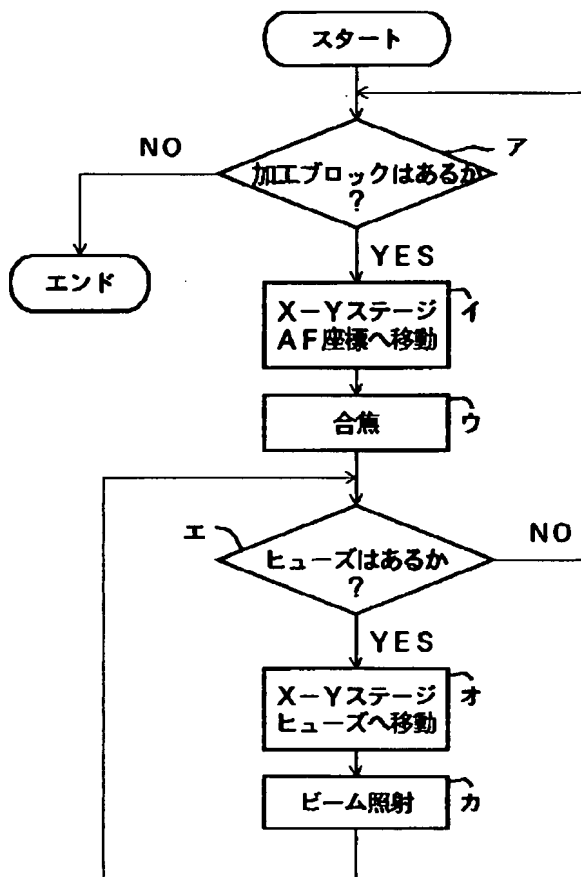 スタート
ア
NO
加工ブロックはあるか
?
YES
エンド
X-Yステージ
AF座標へ移動
イ
合焦
ウ
エ
ヒューズはあるか
?
NO
YES
X-Yステージ
ヒューズへ移動
オ
ビーム照射
カ